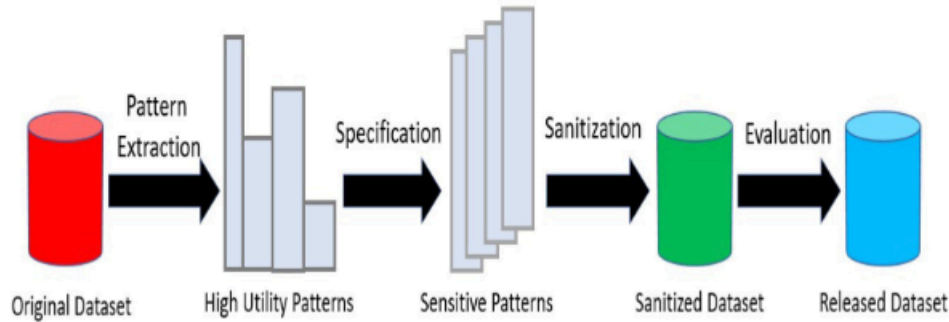 Pattern
Extraction
Specification
Sanitization
Evaluation
Original Dataset
High Utility Patterns
Sensitive Patterns
Sanitized Dataset
Released Dataset